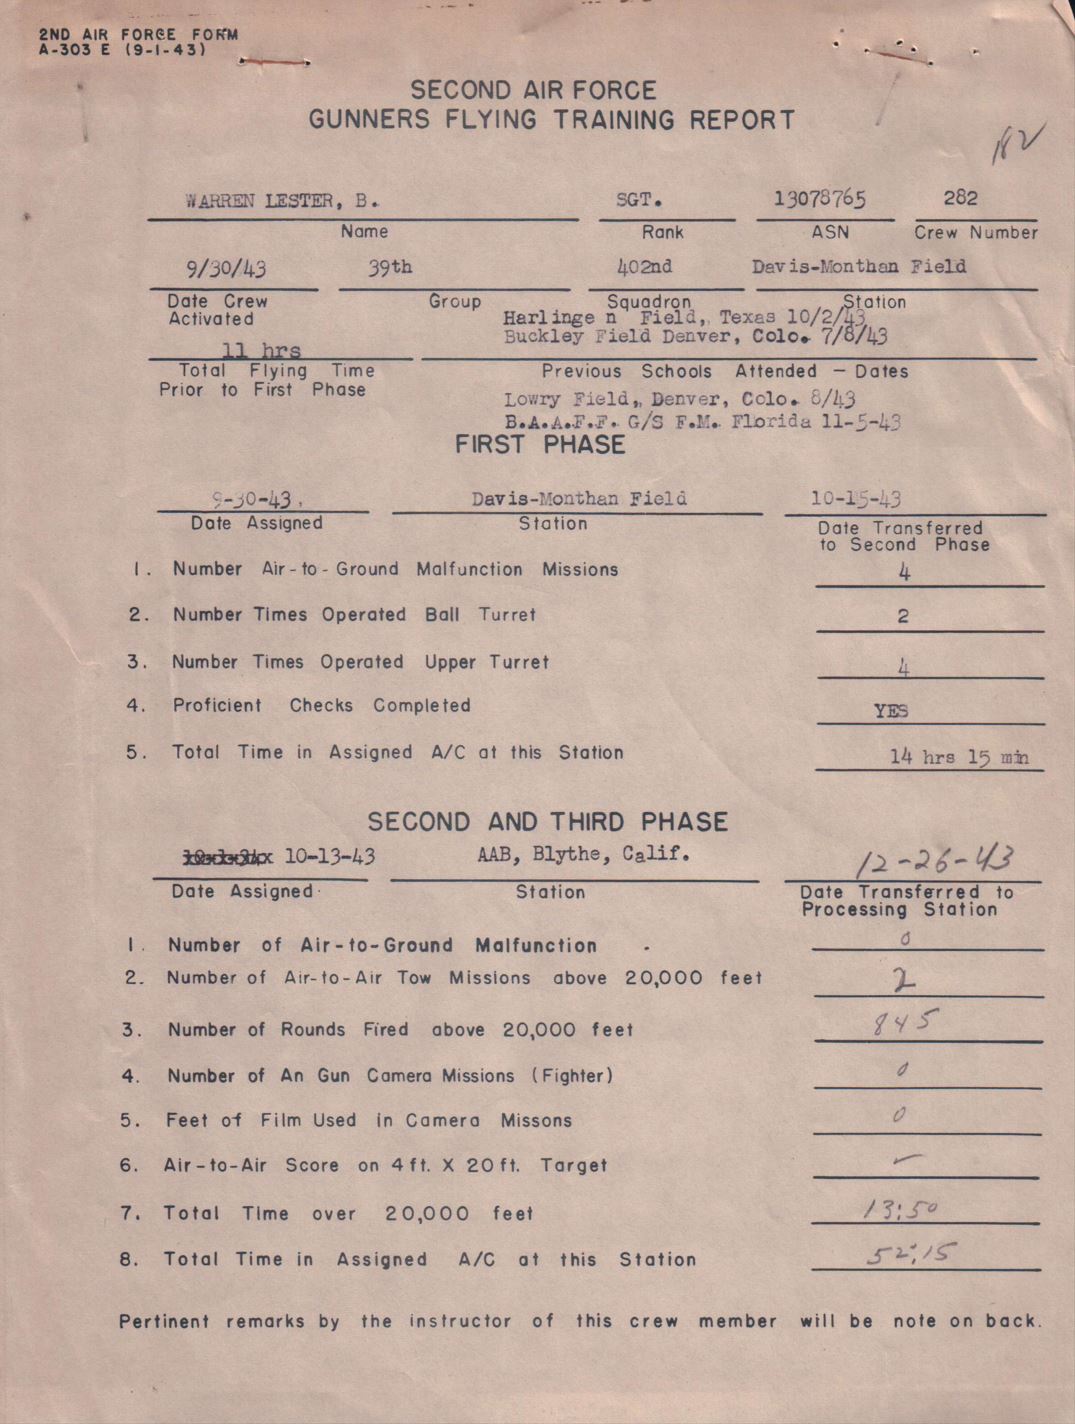 2ND AIR FORCE FORM
A-303 E (9-1-43)
SECOND AIR FORCE
GUNNERS FLYING TRAINING REPORT
182
WARREN LESTER, B. SGT. 13078765 282
Name Rank ASN Crew Number
9/30/43 39th 402nd Davis-Monthan Field
Date Crew Activated Group Squadron Station
Harlinge n Field,, Texas 10/2/43
Buckley Field Denver, Colo. 7/8/43
11 hrs
Total Flying Time Previous Schools Attended - Dates
Prior to First Phase
Lowry Field,, Denver, Colo. 8/43
B.A.A.F.F. G/S F.M. Florida 11-5-43
FIRST PHASE
9-30-43. Davis-Monthan Field 10-15-43
Date Assigned Station Date Transferred
to Second Phase
1. Number Air-to-Ground Malfunction Missions 4
2. Number Times Operated Ball Turret 2
3. Number Times Operated Upper Turret 4
4. Proficient Checks Completed YES
5. Total Time in Assigned A/C at this Station 14 hrs 15 min
SECOND AND THIRD PHASE
10-13-43 AAB, Blythe, Calif. 12-26-43
Date Assigned Station Date Transferred to
Processing Station
1. Number of Air-to-Ground Malfunction 0
2. Number of Air-to-Air Tow Missions above 20,000 feet 2
3. Number of Rounds Fired above 20,000 feet 845
4. Number of An Gun Camera Missions (Fighter) 0
5. Feet of Film Used in Camera Missons 0
6. Air-to-Air Score on 4ft. X 20ft. Target
7. Total Time over 20,000 feet 13:50
8. Total Time in Assigned A/C at this Station 52:15
Pertinent remarks by the instructor of this crew member will be note on back.